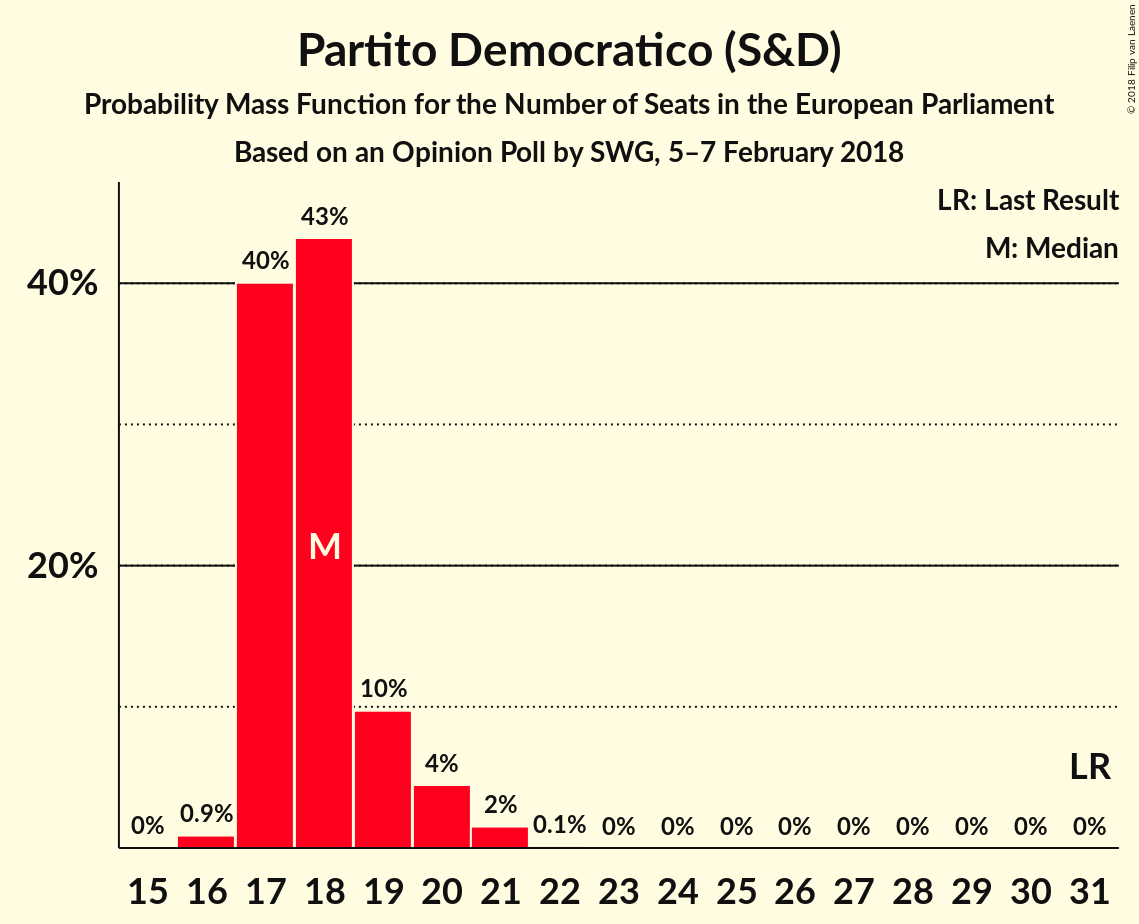 Partito Democratico (S&D)
Probability Mass Function for the Number of Seats in the European Parliament
Based on an Opinion Poll by SWG, 5–7 February 2018
© 2018 Filip van Laenen
LR: Last Result
M: Median
40%
20%
0%
0.9%
40%
43%
10%
4%
2%
0.1%
0%
0%
0%
0%
0%
0%
0%
0%
0%
M
LR
15 16 17 18 19 20 21 22 23 24 25 26 27 28 29 30 31